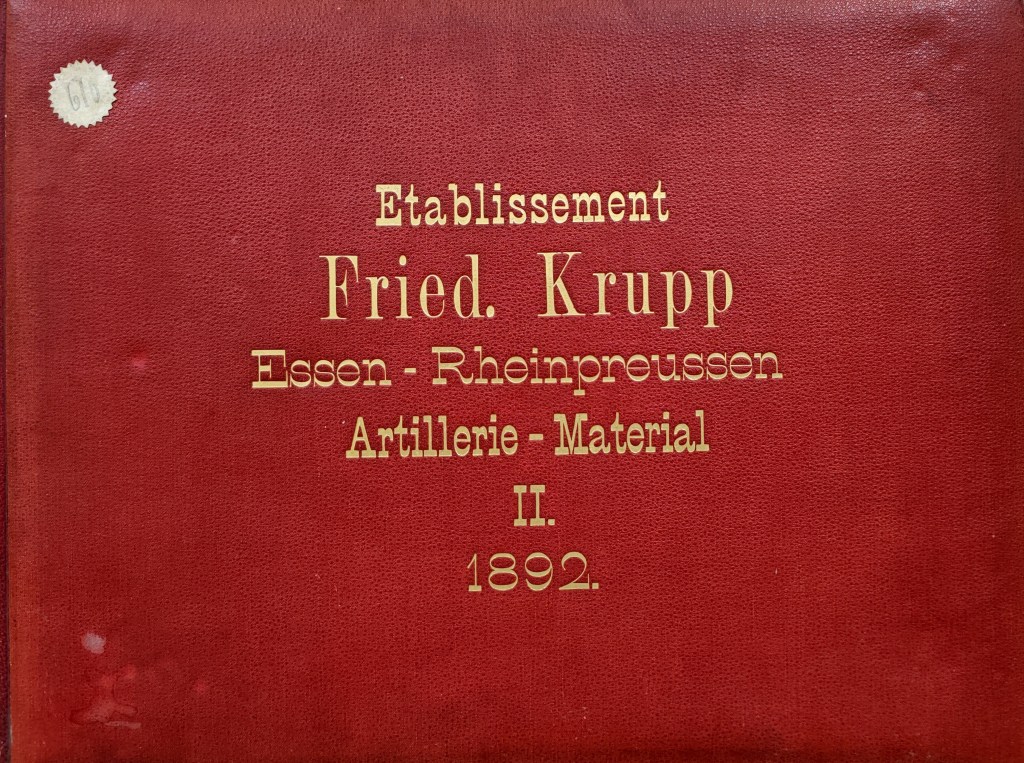 Etablissement
Fried. Krupp
Essen - Rheinpreussen
Artillerie - Material
II.
1892.